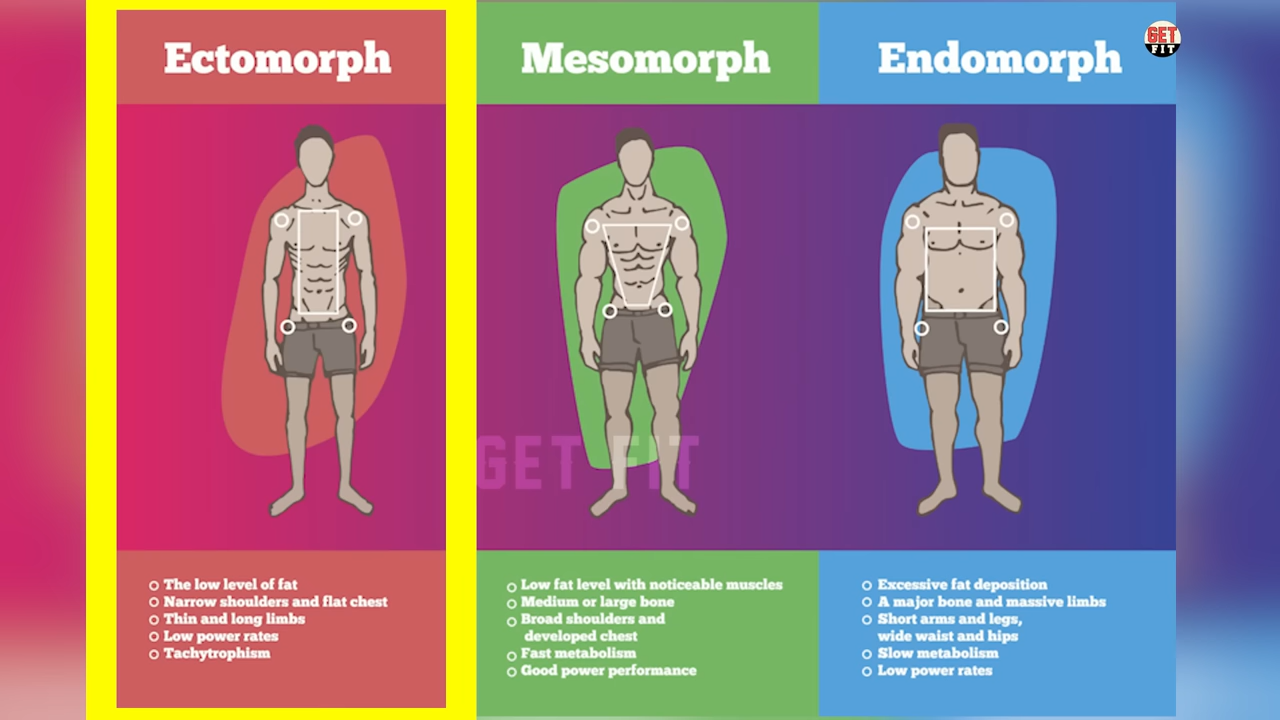 Ectomorph
Mesomorph
Endomorph
GET
FIT
GET FIT
The low level of fat
Narrow shoulders and flat chest
Thin and long limbs
Low power rates
Tachytrophism
Low fat level with noticeable muscles
Medium or large bone
Broad shoulders and
developed chest
Fast metabolism
Good power performance
Excessive fat deposition
A major bone and massive limbs
Short arms and legs,
wide waist and hips
Slow metabolism
Low power rates